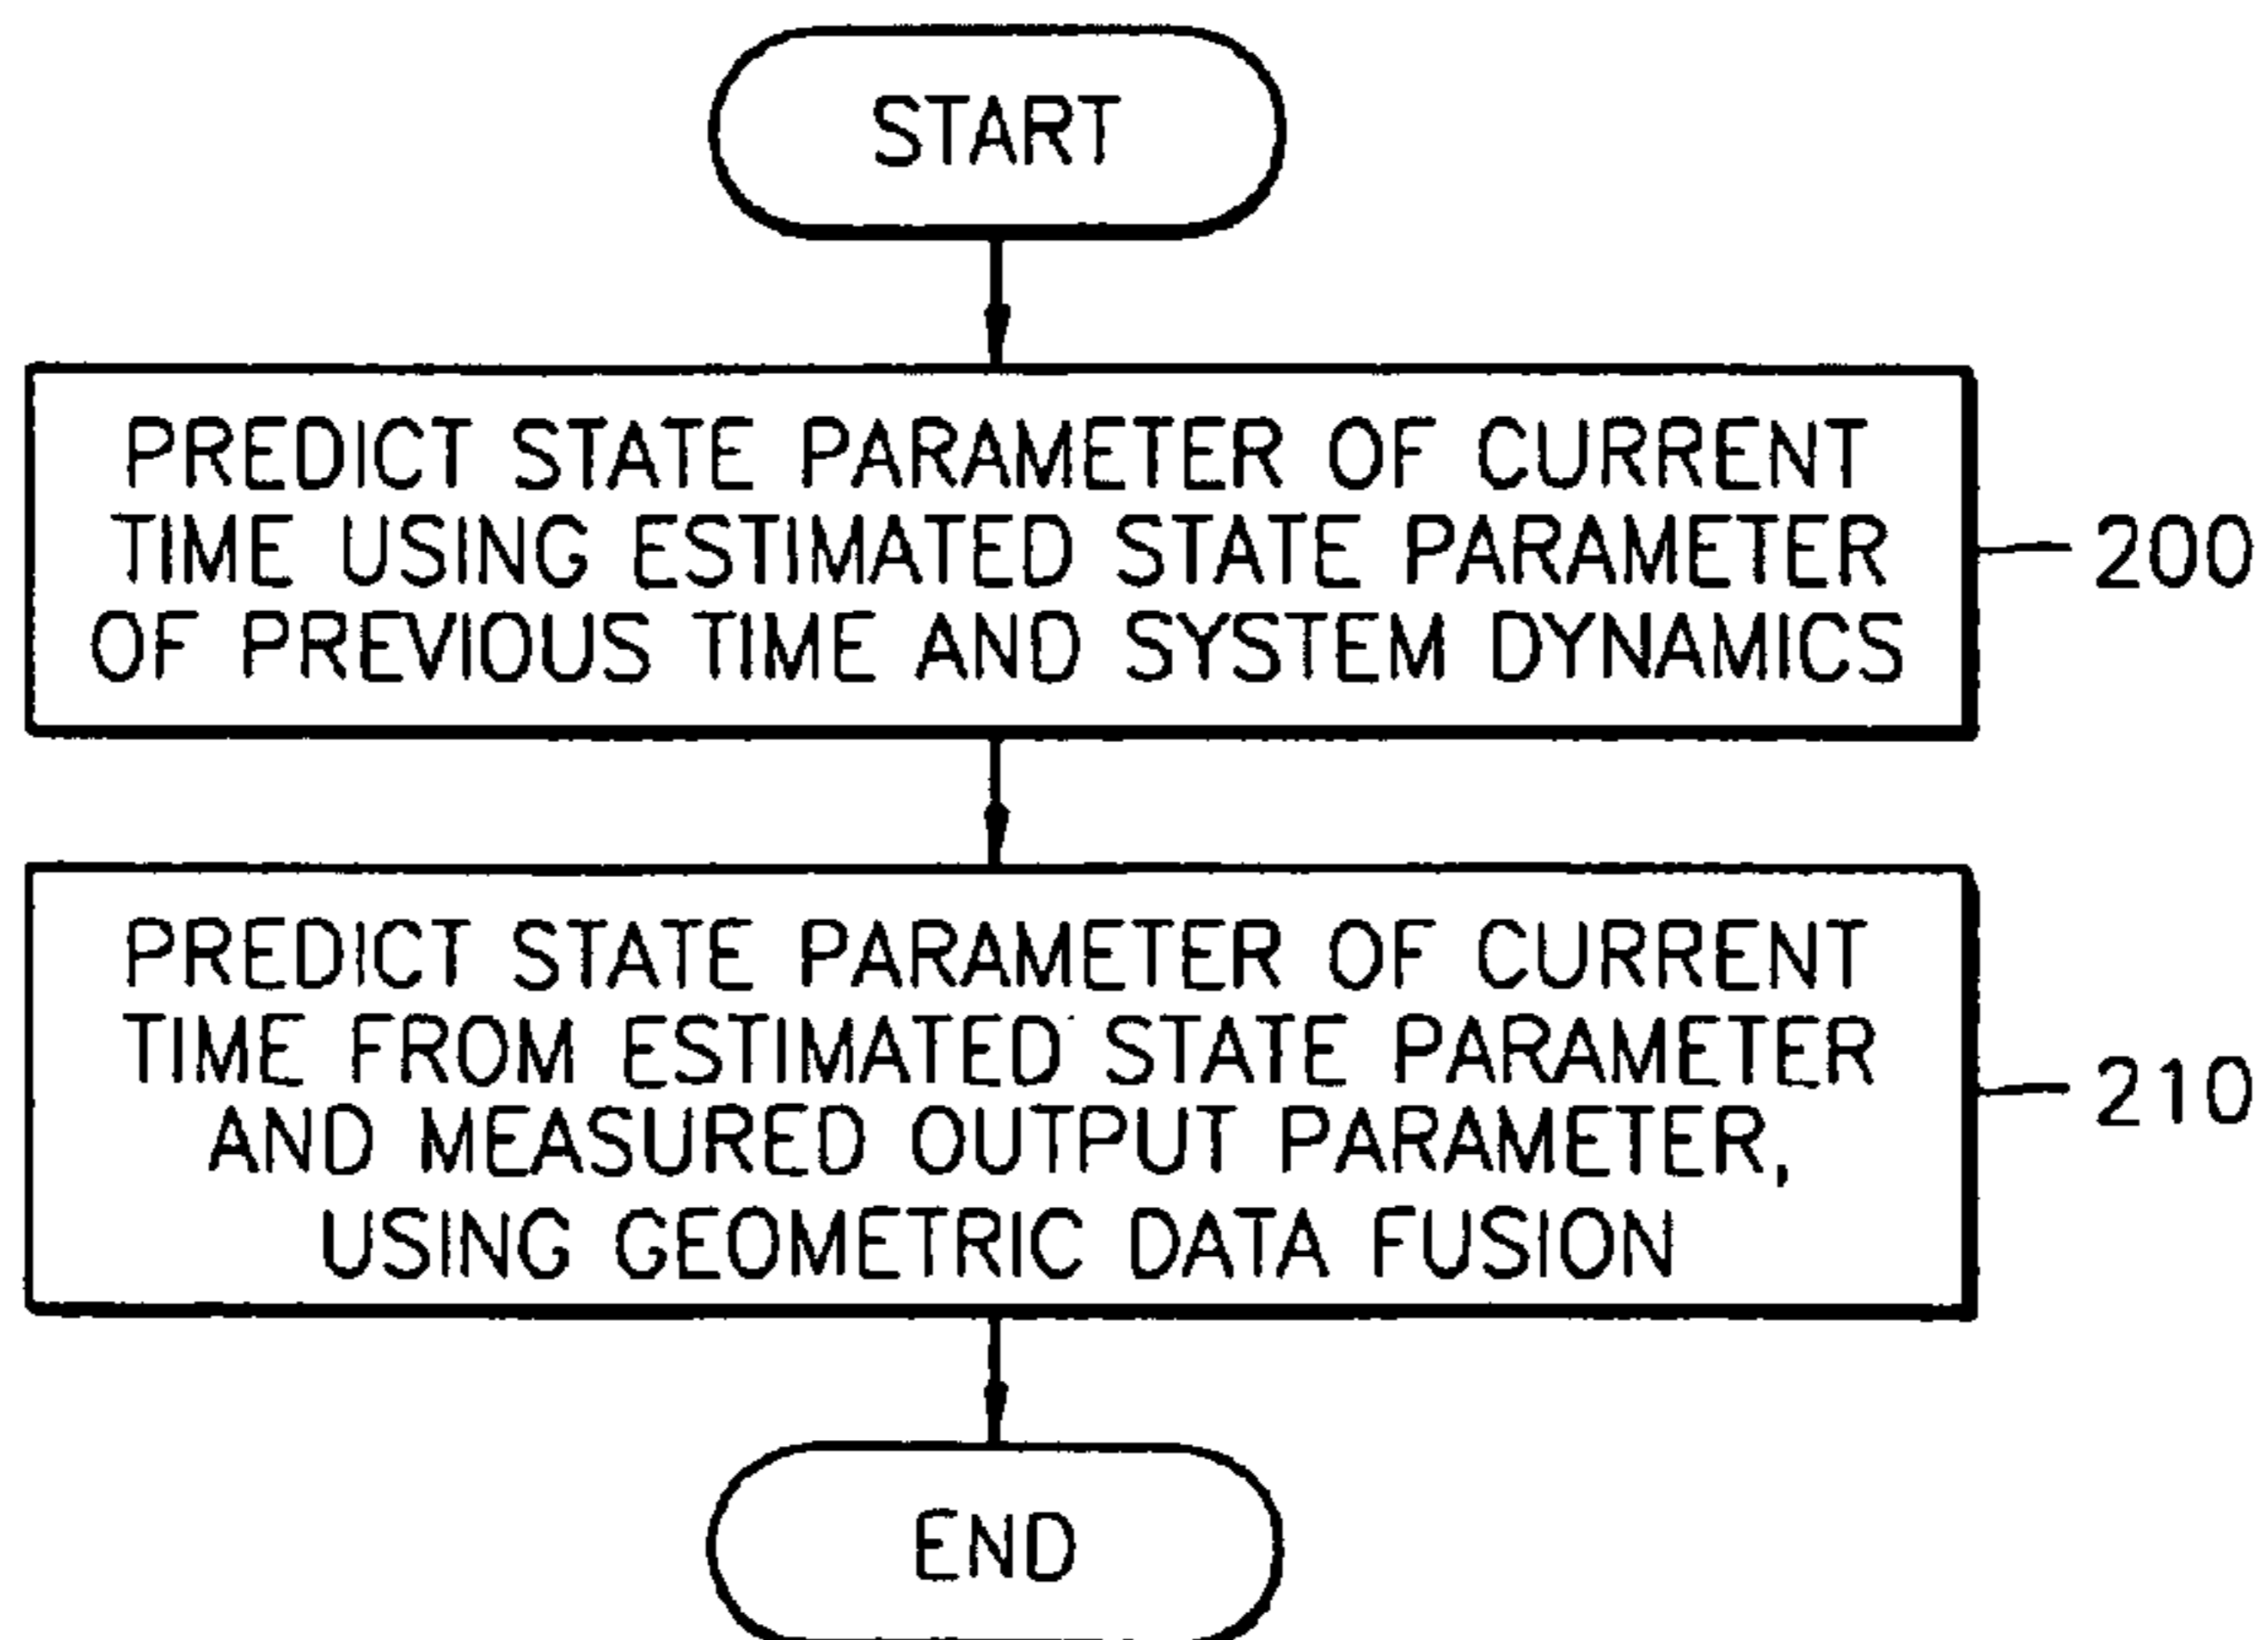 START
PREDICT STATE PARAMETER OF CURRENT
TIME USING ESTIMATED STATE PARAMETER
OF PREVIOUS TIME AND SYSTEM DYNAMICS
200
PREDICT STATE PARAMETER OF CURRENT
TIME FROM ESTIMATED STATE PARAMETER
AND MEASURED OUTPUT PARAMETER,
USING GEOMETRIC DATA FUSION
210
END